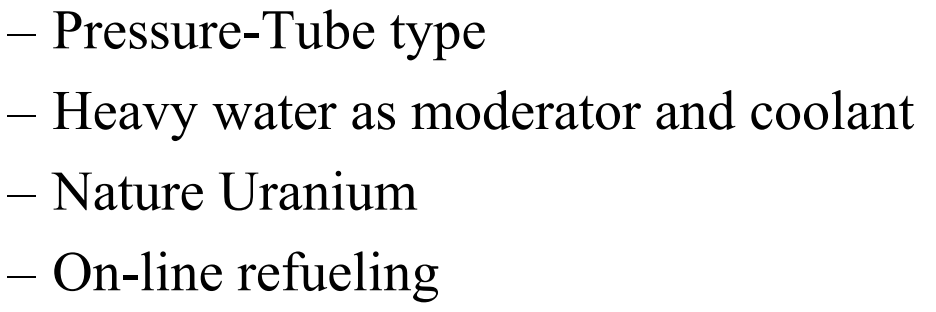 – Pressure-Tube type
– Heavy water as moderator and coolant
– Nature Uranium
– On-line refueling